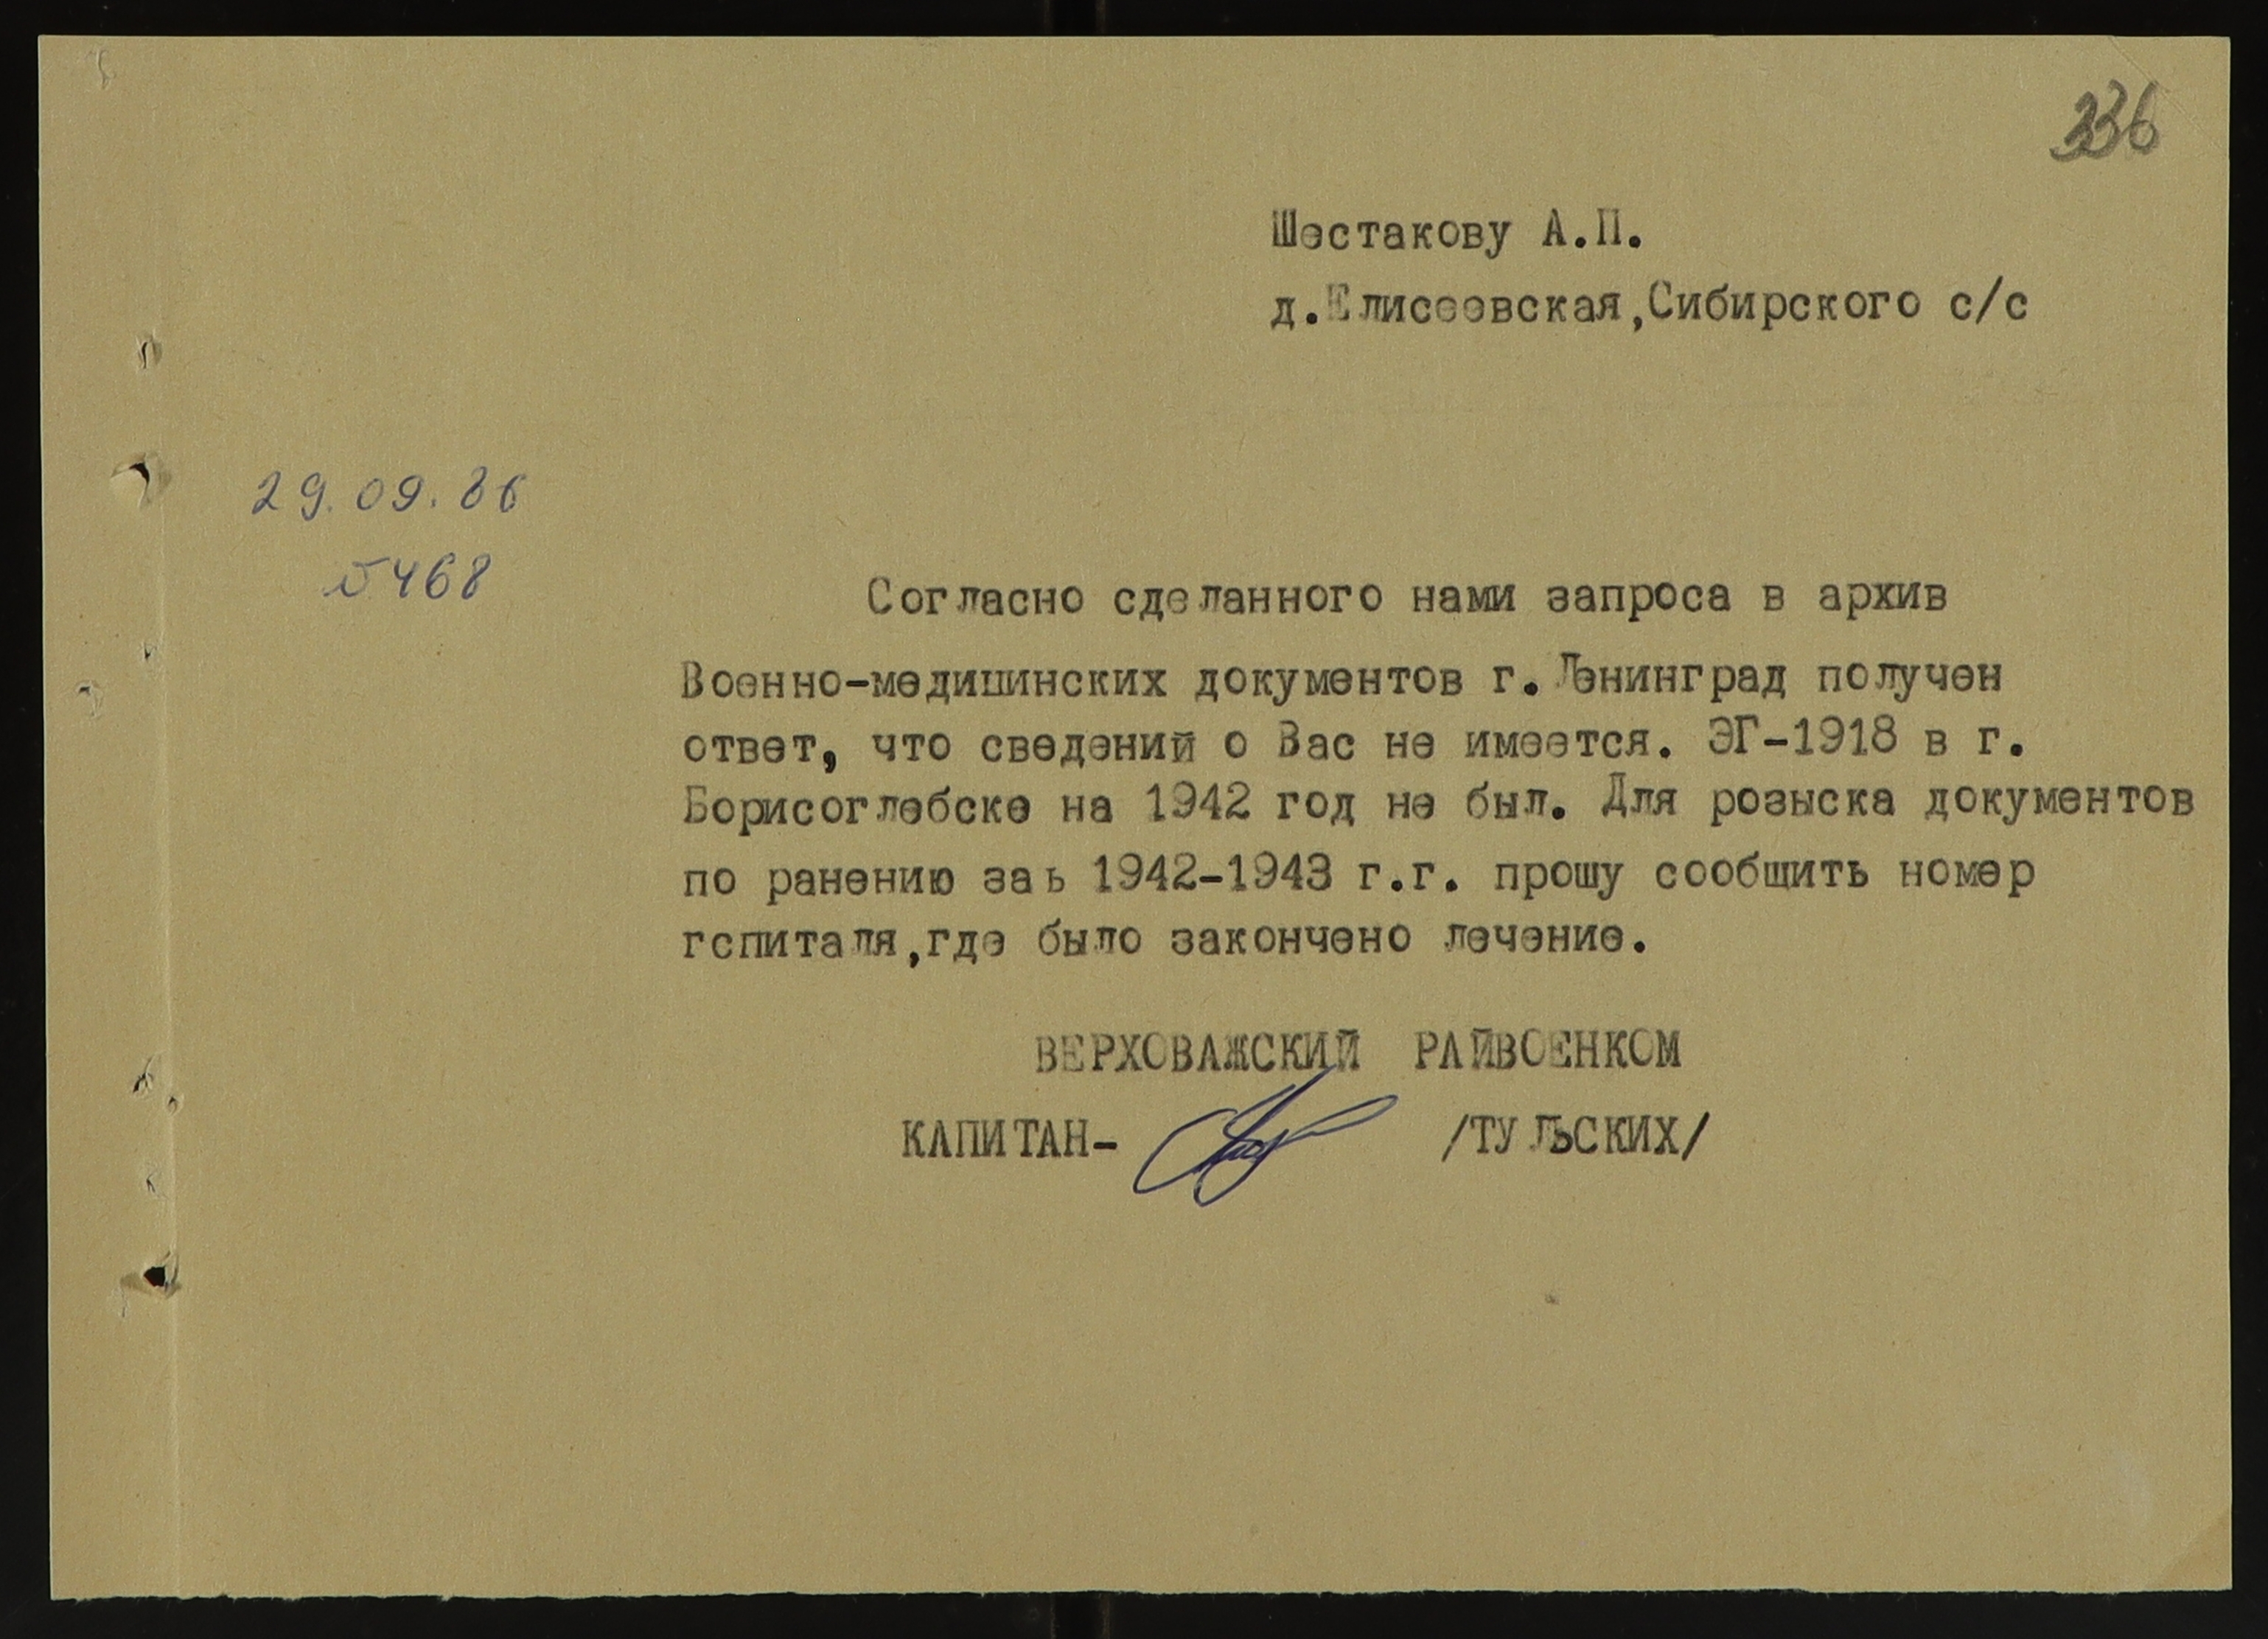 336
Шестакову А.П.
д.Елисеевская,Сибирского с/с
29.09.86
№468
Согласно сделанного нами запроса в архив
Военно-медицинских документов г.Ленинград получен
ответ, что сведений о Вас не имеется. ЭГ-1918 в г.
Борисоглебске на 1942 год не был. Для розыска документов
по ранению заь 1942-1943 г.г. прошу сообщить номер
гспиталя,где было закончено лечение.
ВЕРХОВАЖСКИЙ РАЙВОЕНКОМ
КАПИТАН- /ТУЛЬСКИХ/